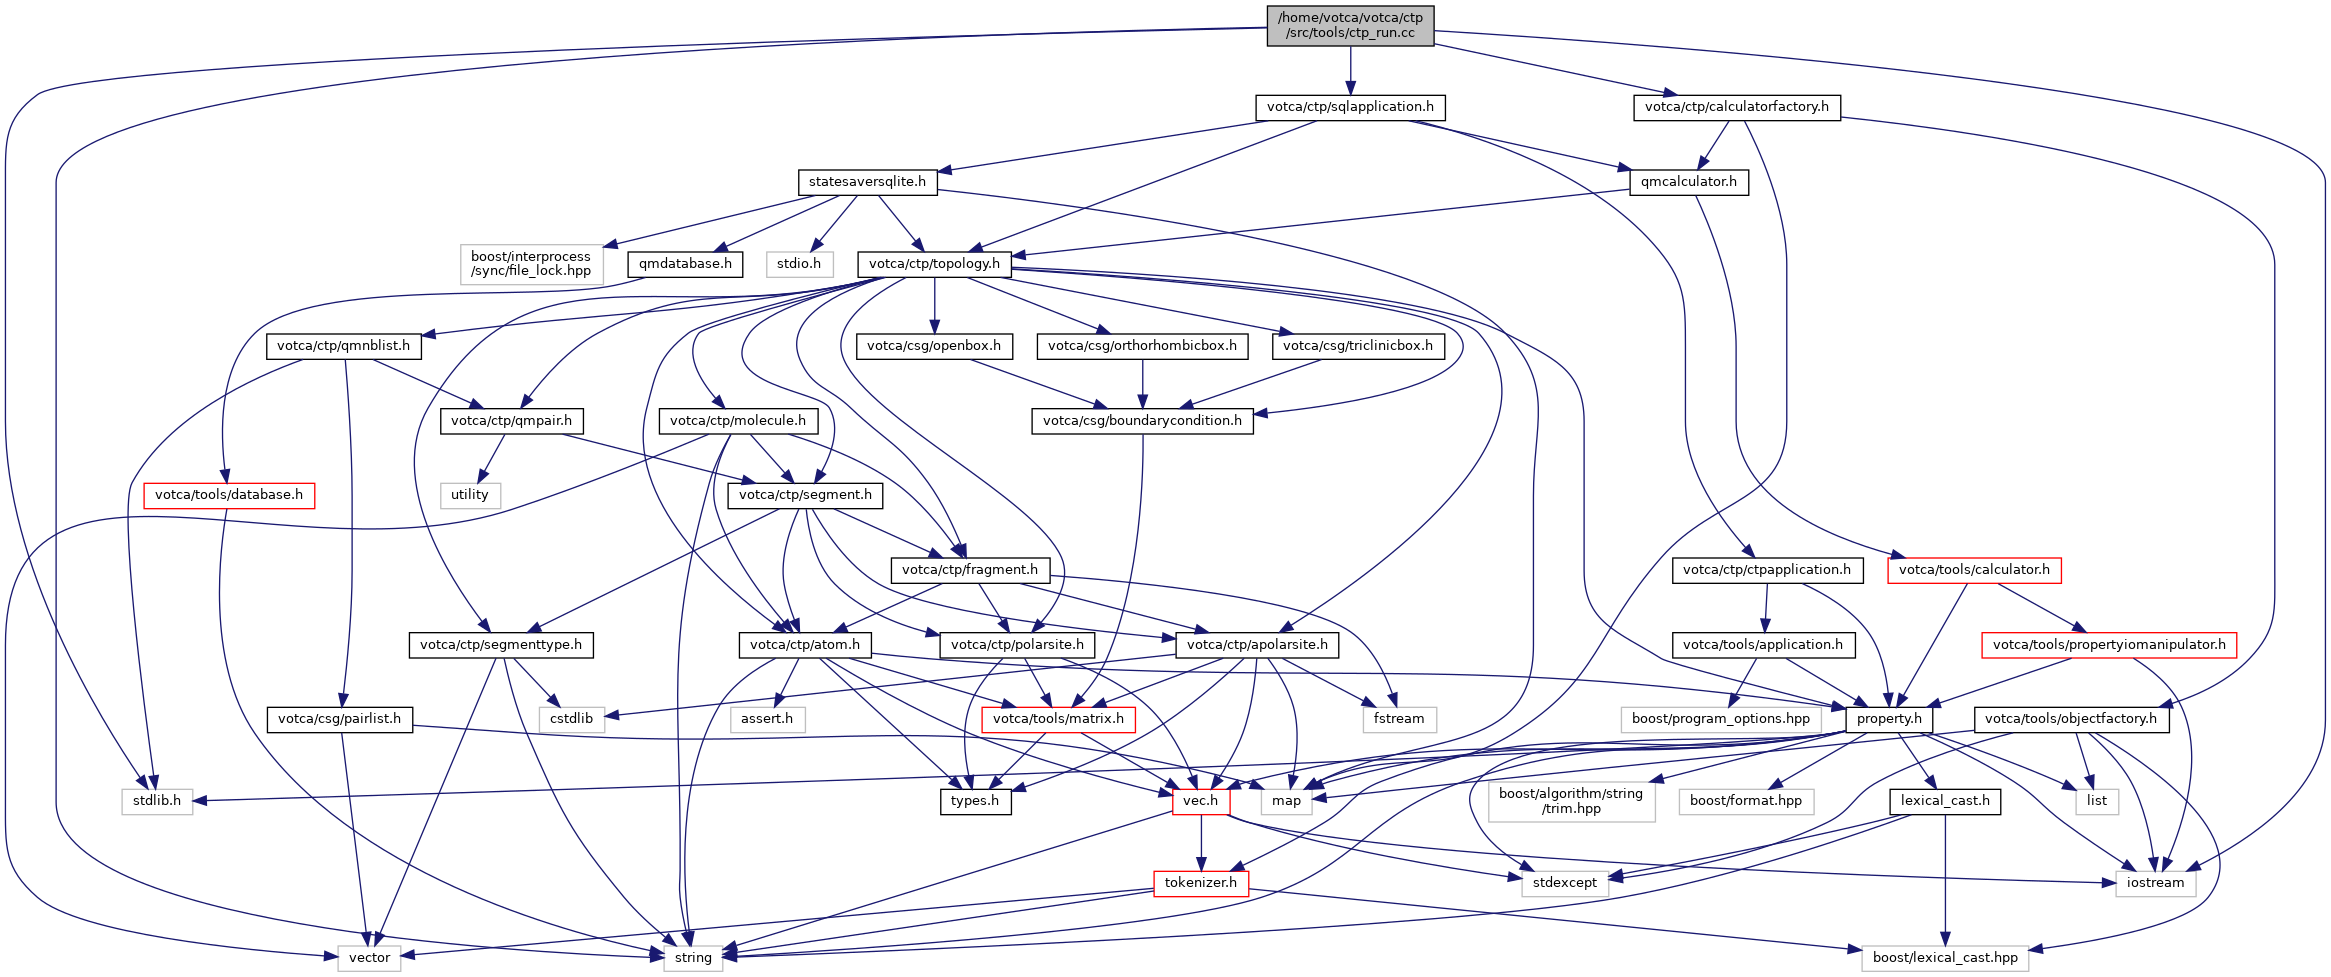 /home/votca/votca/ctp
/src/tools/ctp_run.cc
votca/ctp/sqlapplication.h
votca/ctp/calculatorfactory.h
statesaversqlite.h
qmcalculator.h
boost/interprocess
/sync/file_lock.hpp
qmdatabase.h
stdio.h
votca/ctp/topology.h
votca/ctp/qmnblist.h
votca/csg/openbox.h
votca/csg/orthorhombicbox.h
votca/csg/triclinicbox.h
votca/ctp/qmpair.h
votca/ctp/molecule.h
votca/csg/boundarycondition.h
votca/tools/database.h
utility
votca/ctp/segment.h
votca/ctp/fragment.h
votca/ctp/ctpapplication.h
votca/tools/calculator.h
votca/ctp/segmenttype.h
votca/ctp/atom.h
votca/ctp/polarsite.h
votca/ctp/apolarsite.h
votca/tools/application.h
votca/tools/propertyiomanipulator.h
votca/csg/pairlist.h
cstdlib
assert.h
votca/tools/matrix.h
fstream
boost/program_options.hpp
property.h
votca/tools/objectfactory.h
stdlib.h
types.h
vec.h
map
boost/algorithm/string
/trim.hpp
boost/format.hpp
lexical_cast.h
list
tokenizer.h
stdexcept
iostream
vector
string
boost/lexical_cast.hpp